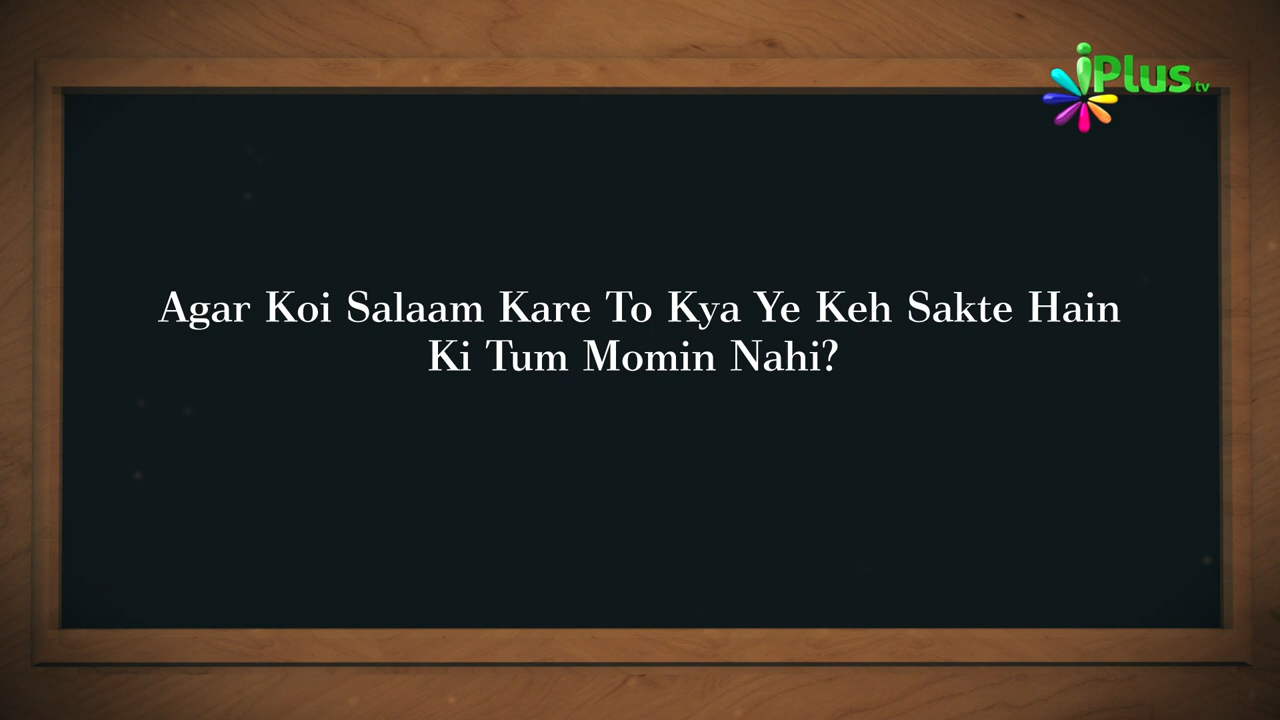 iPlus tv
Agar Koi Salaam Kare To Kya Ye Keh Sakte Hain
Ki Tum Momin Nahi?